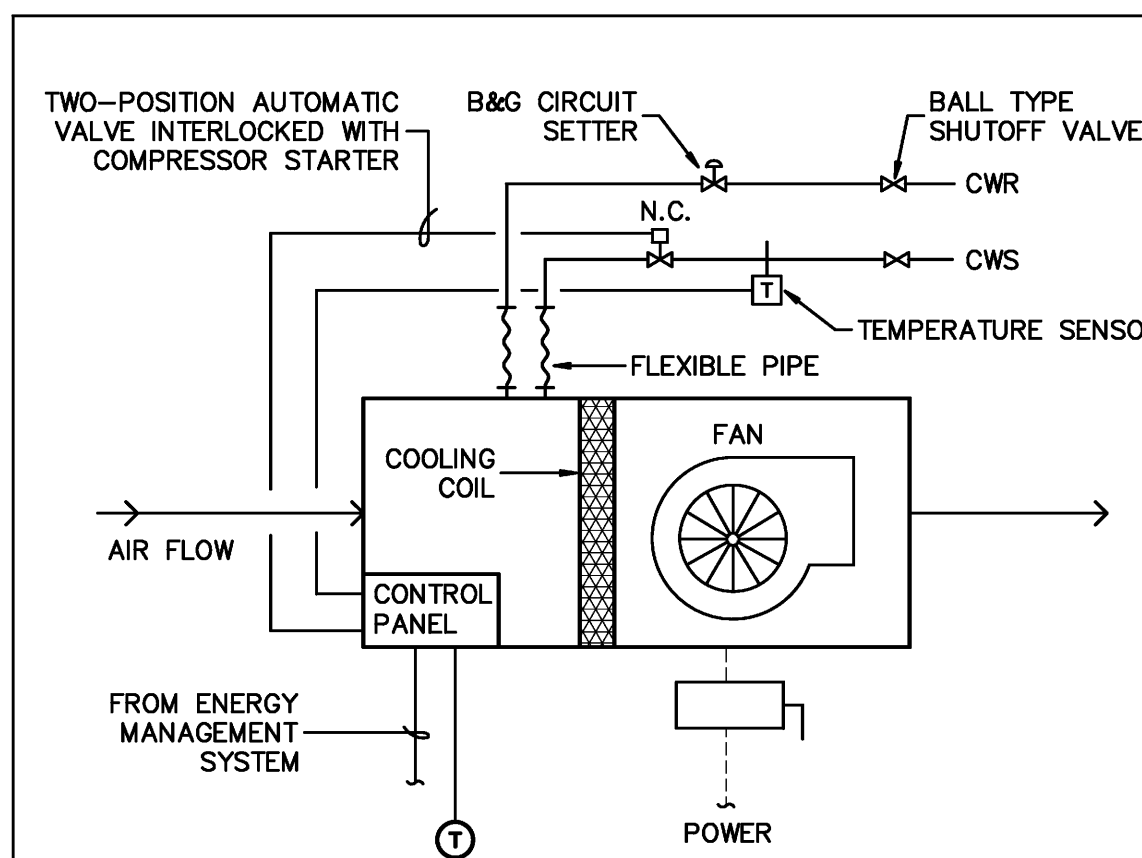 TWO-POSITION AUTOMATIC
VALVE INTERLOCKED WITH
COMPRESSOR STARTER
B&G CIRCUIT
SETTER
BALL TYPE
SHUTOFF VALVE
CWR
N.C.
CWS
T
TEMPERATURE SENSO
FLEXIBLE PIPE
FAN
COOLING
COIL
AIR FLOW
CONTROL
PANEL
FROM ENERGY
MANAGEMENT
SYSTEM
T
POWER